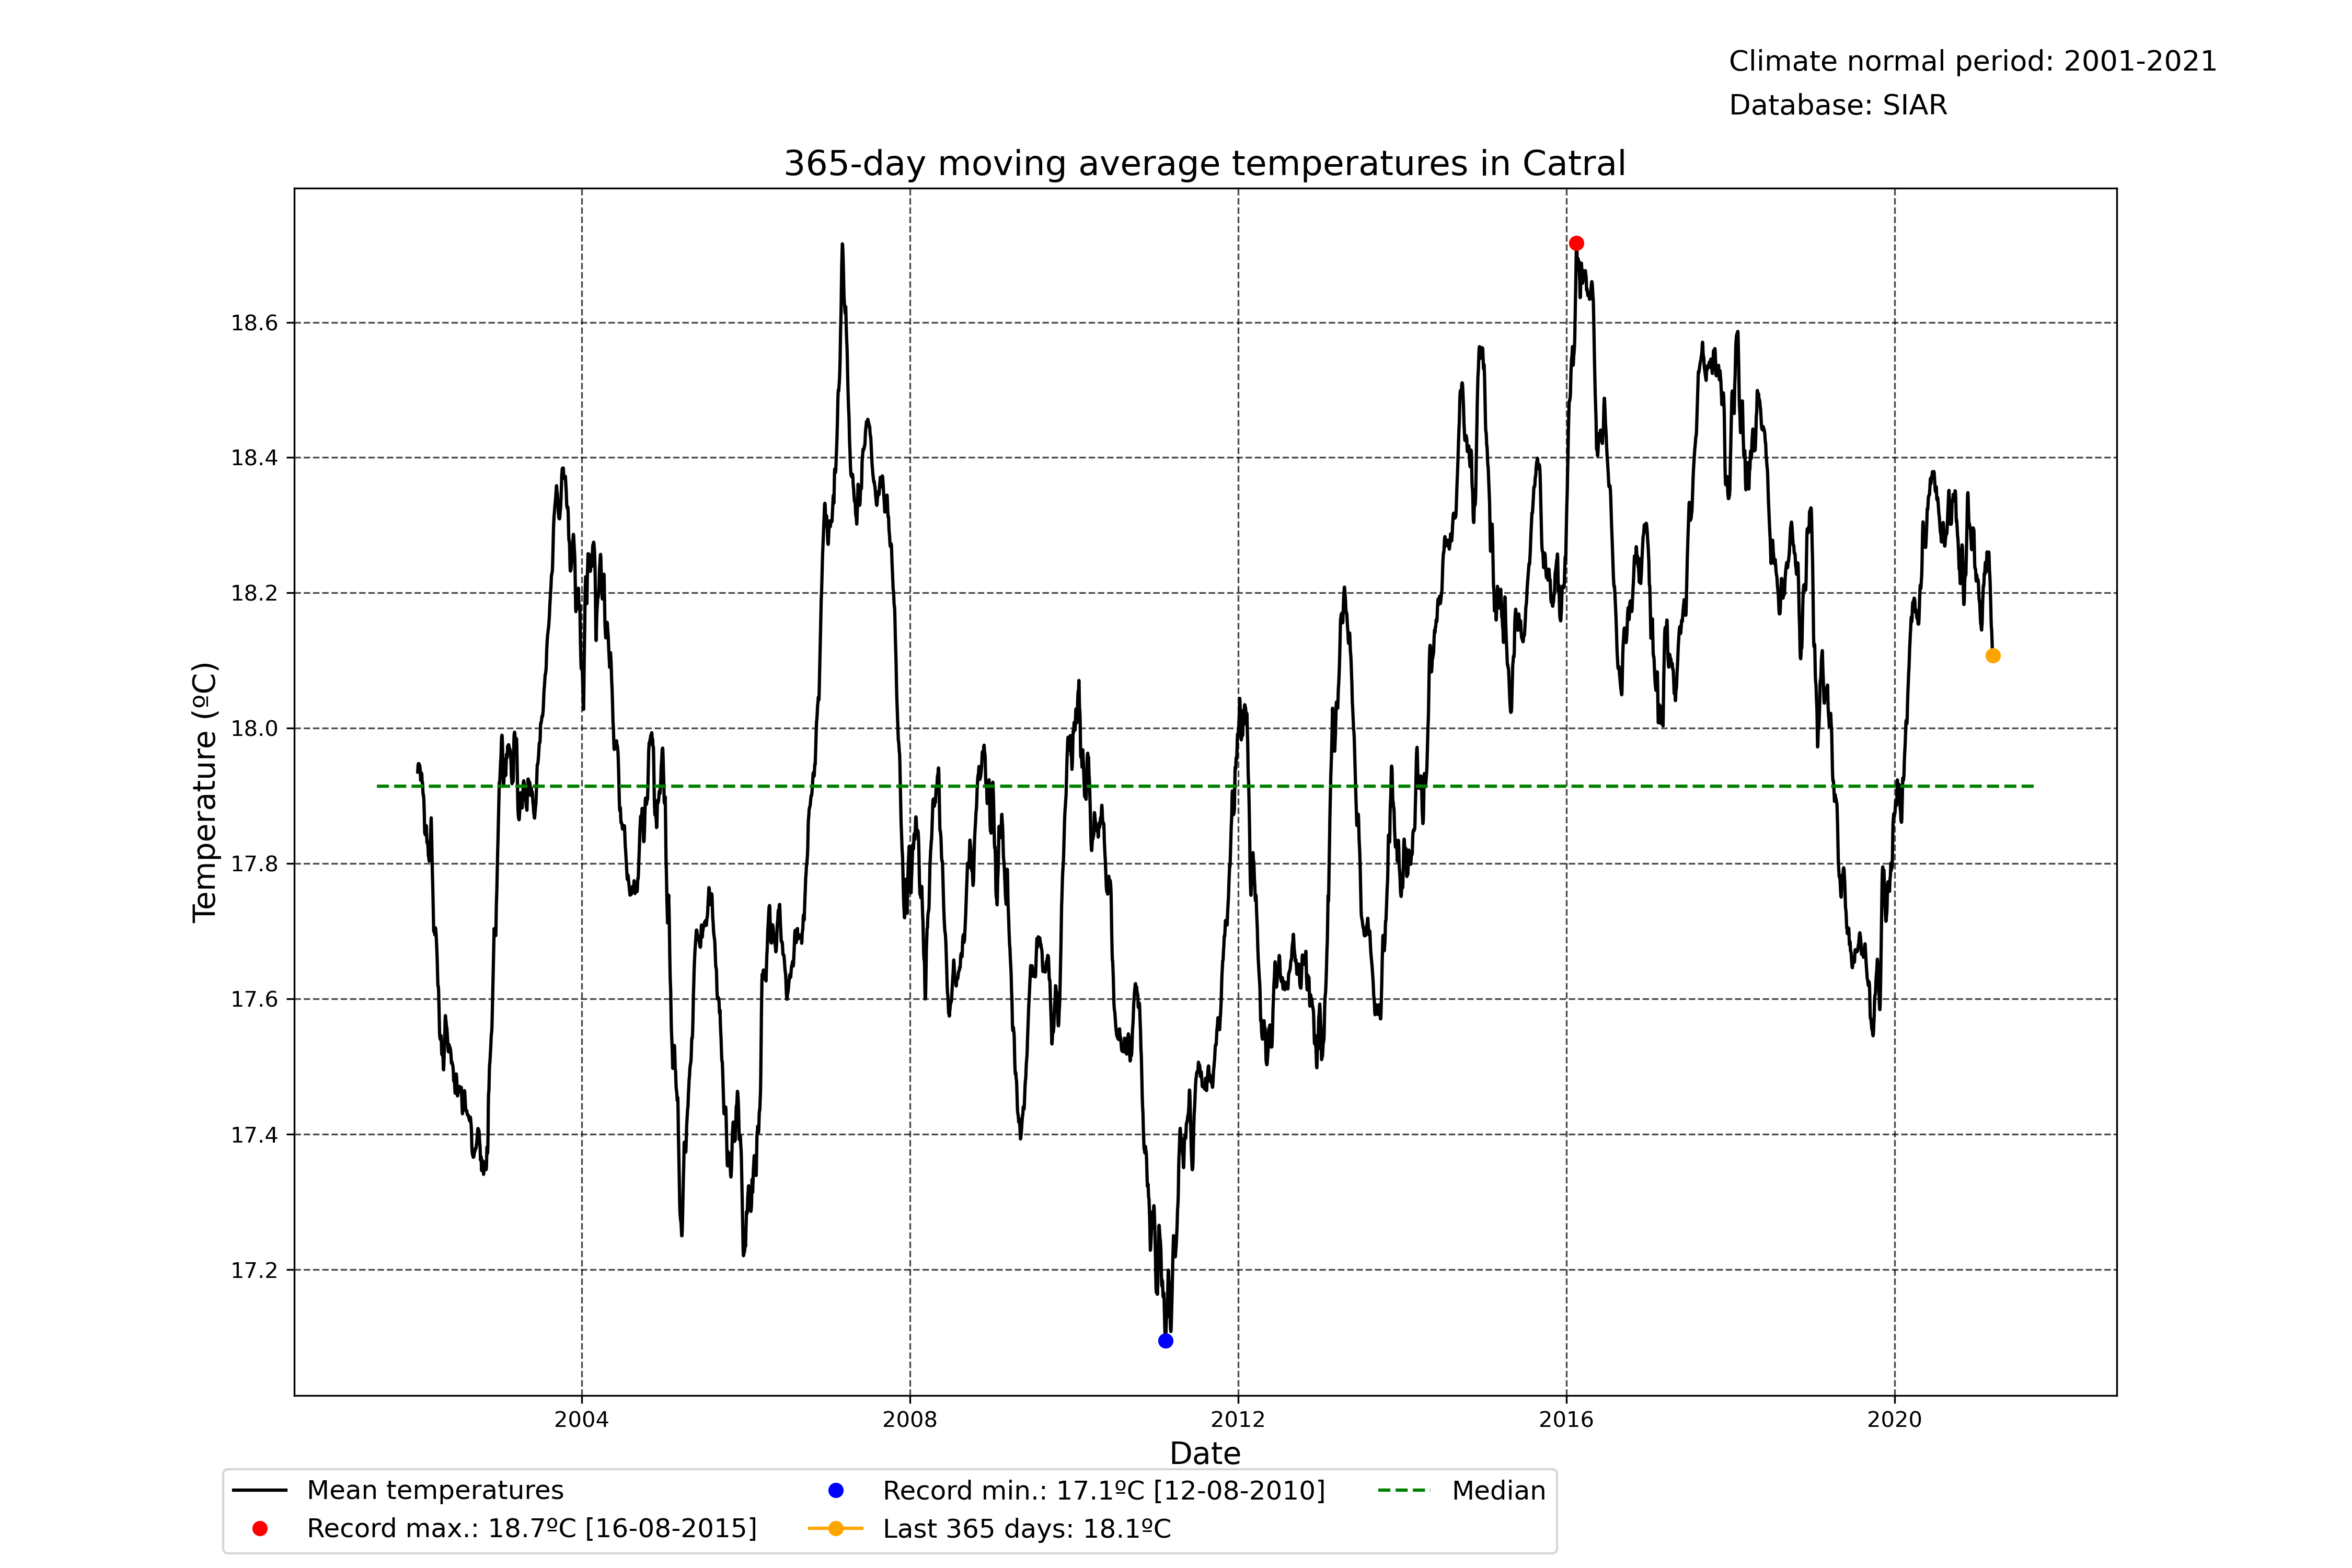 Climate normal period: 2001-2021
Database: SIAR
365-day moving average temperatures in Catral
18.6
18.4
18.2
18.0
17.8
17.6
17.4
17.2
Temperature (ºC)
2004 2008 2012 2016 2020
Date
Mean temperatures
Record max.: 18.7ºC [16-08-2015]
Record min.: 17.1ºC [12-08-2010]
Last 365 days: 18.1ºC
Median